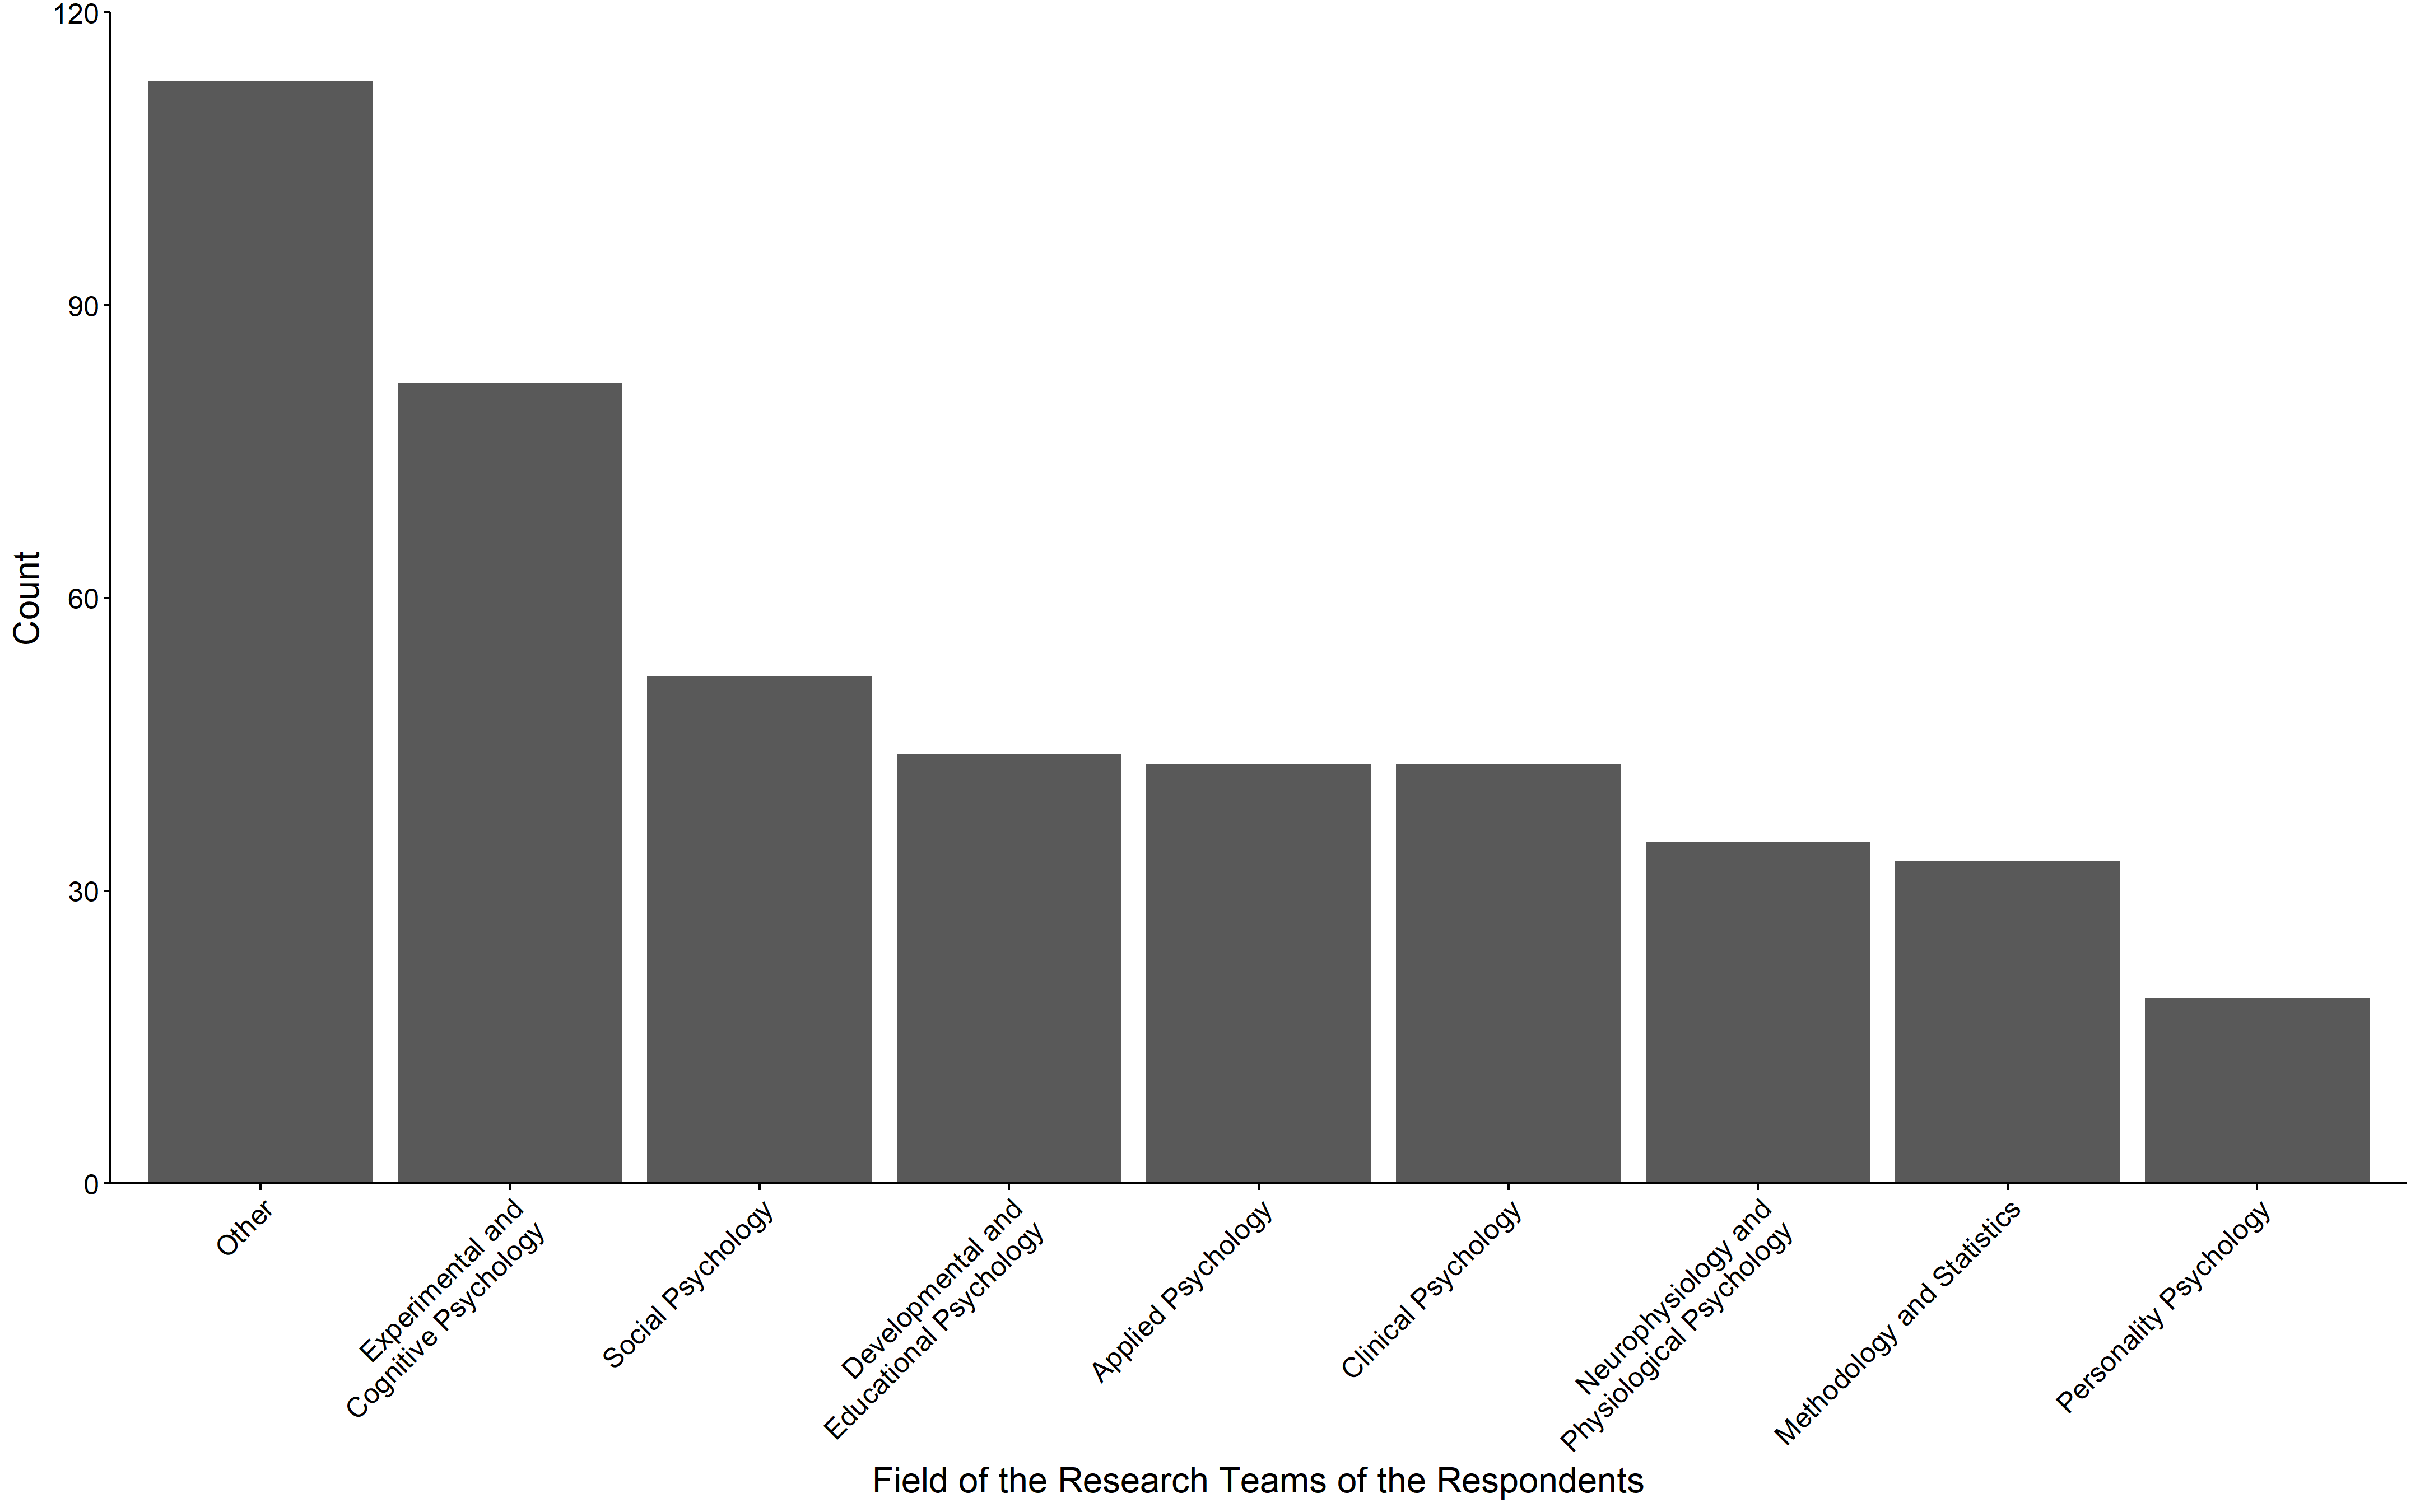 120
90
60
30
0
Count
Other
Experimental and
Cognitive Psychology
Social Psychology
Developmental and
Educational Psychology
Applied Psychology
Clinical Psychology
Neurophysiology and
Physiological Psychology
Methodology and Statistics
Personality Psychology
Field of the Research Teams of the Respondents